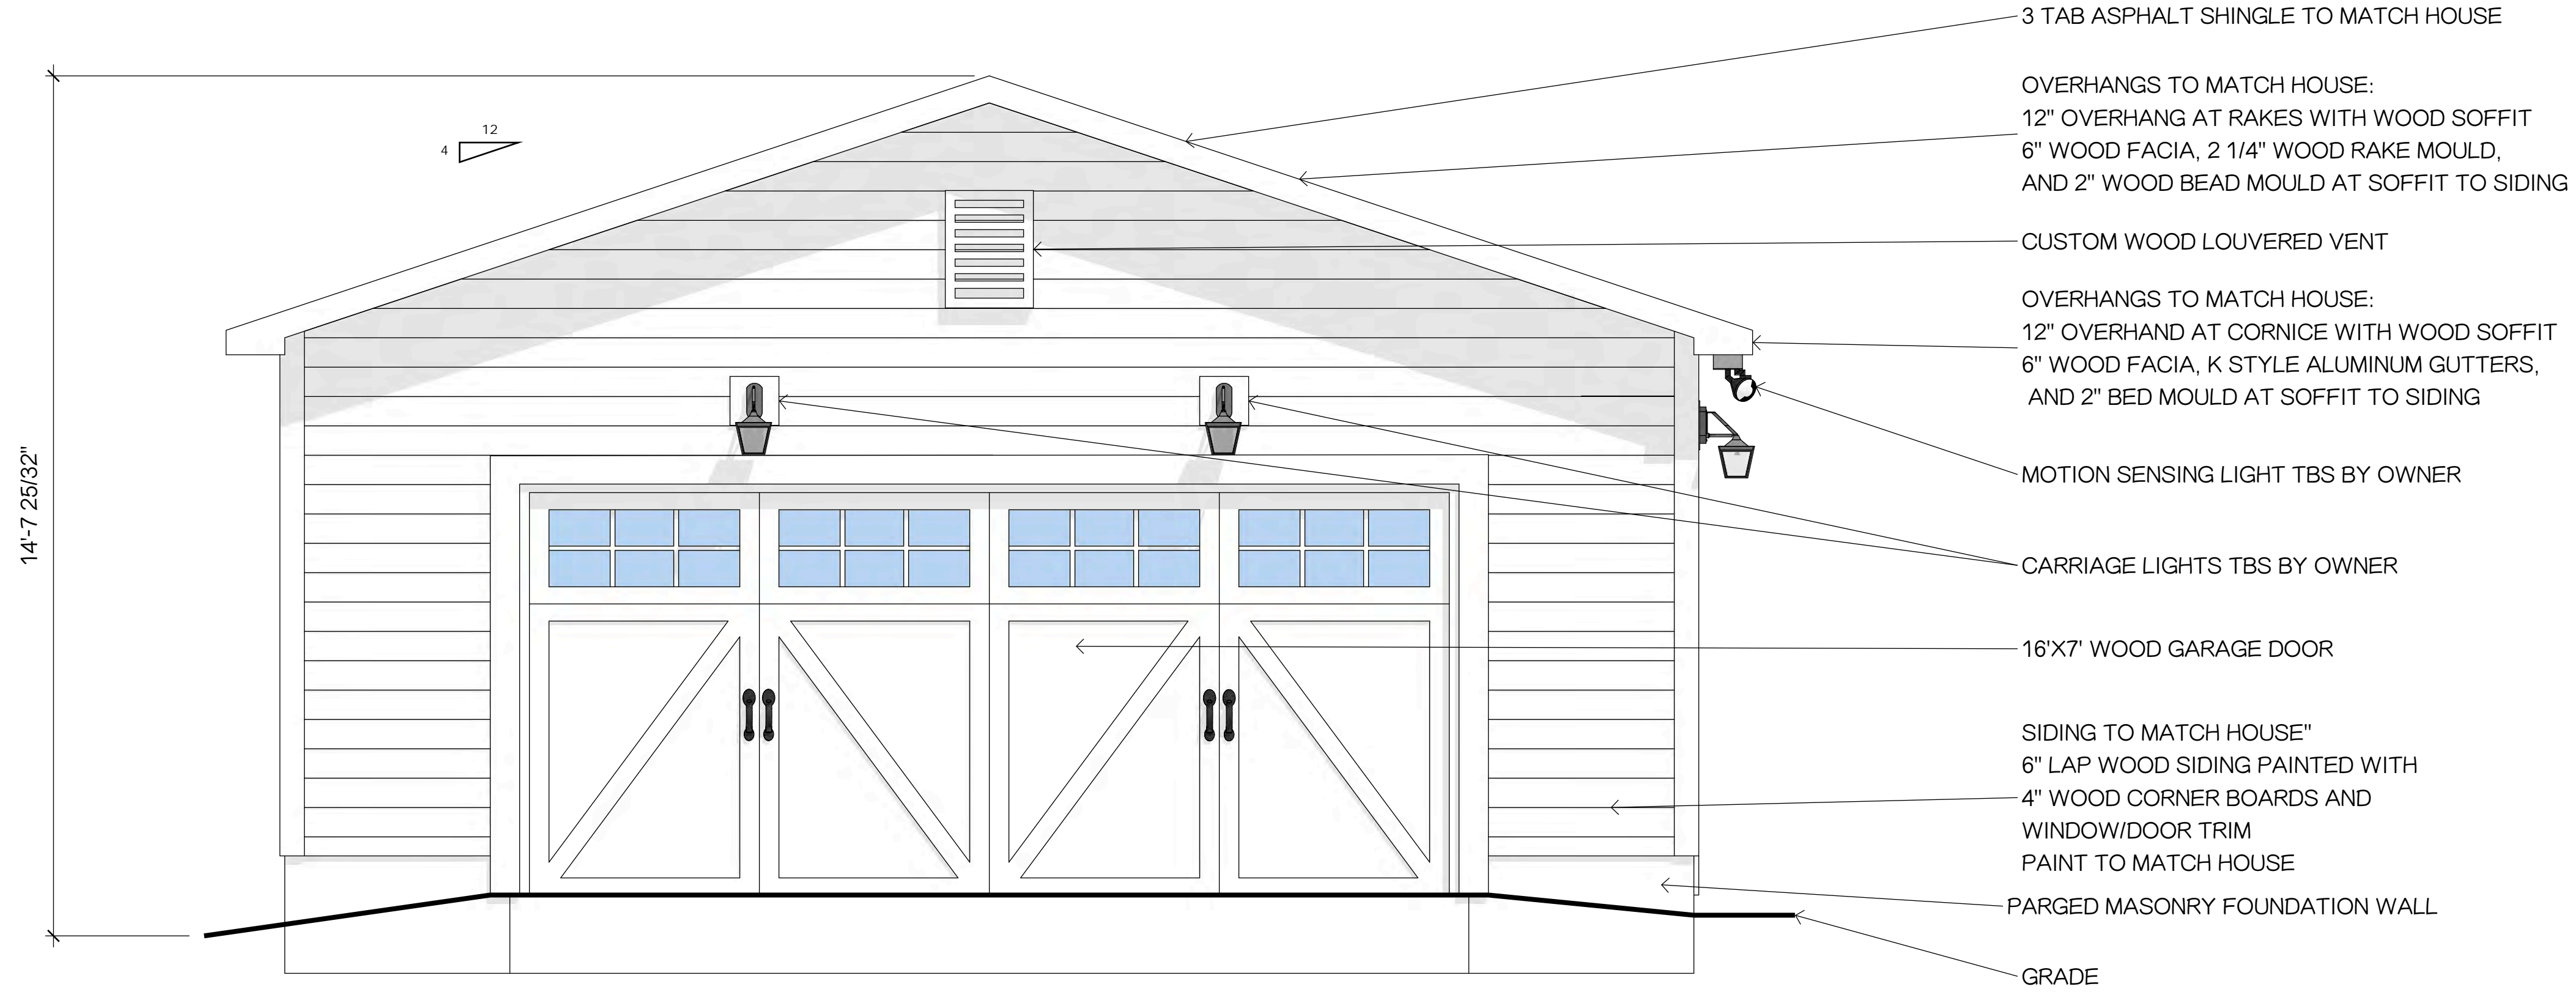 3 TAB ASPHALT SHINGLE TO MATCH HOUSE
OVERHANGS TO MATCH HOUSE:
12" OVERHANG AT RAKES WITH WOOD SOFFIT
6" WOOD FACIA, 2 1/4" WOOD RAKE MOULD,
AND 2" WOOD BEAD MOULD AT SOFFIT TO SIDING
12
4
CUSTOM WOOD LOUVERED VENT
OVERHANGS TO MATCH HOUSE:
12" OVERHAND AT CORNICE WITH WOOD SOFFIT
6" WOOD FACIA, K STYLE ALUMINUM GUTTERS,
AND 2" BED MOULD AT SOFFIT TO SIDING
14'-7 25/32"
MOTION SENSING LIGHT TBS BY OWNER
CARRIAGE LIGHTS TBS BY OWNER
16'X7' WOOD GARAGE DOOR
SIDING TO MATCH HOUSE"
6" LAP WOOD SIDING PAINTED WITH
4" WOOD CORNER BOARDS AND
WINDOW/DOOR TRIM
PAINT TO MATCH HOUSE
PARGED MASONRY FOUNDATION WALL
GRADE